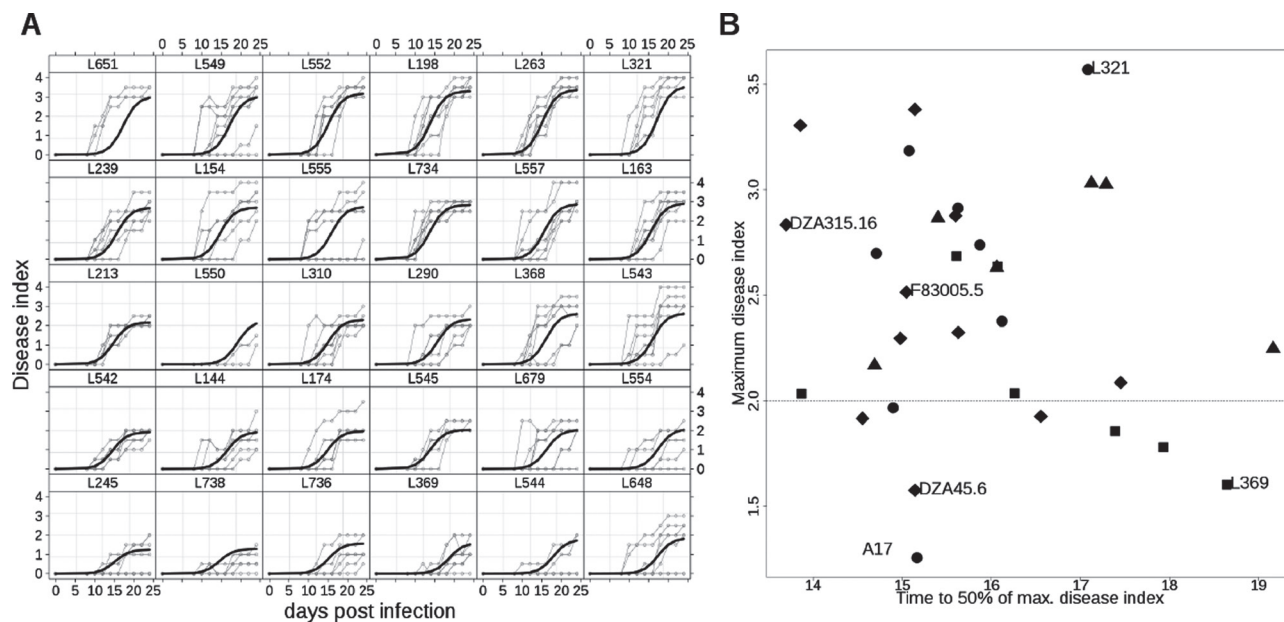 A
0 5 10 15 20 25 0 5 10 15 20 25 0 5 10 15 20 25
L651 L549 L552 L198 L263 L321
4
3
2
1
0
L239 L154 L555 L734 L557 L163
4
3
2
1
0
L213 L550 L310 L290 L368 L543
4
3
2
1
0
L542 L144 L174 L545 L679 L554
4
3
2
1
0
L245 L738 L736 L369 L544 L648
4
3
2
1
0
0 5 10 15 20 25 0 5 10 15 20 25 0 5 10 15 20 25
Disease index
days post infection
B
3.5
3.0
2.5
2.0
1.5
Maximum disease index
L321
DZA315.16
F83005.5
DZA45.6
L369
A17
14 15 16 17 18 19
Time to 50% of max. disease index